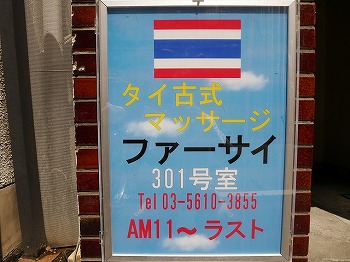 タイ古式
マッサージ
ファーサイ
301号室
Tel 03-5610-3855
AM11～ラスト